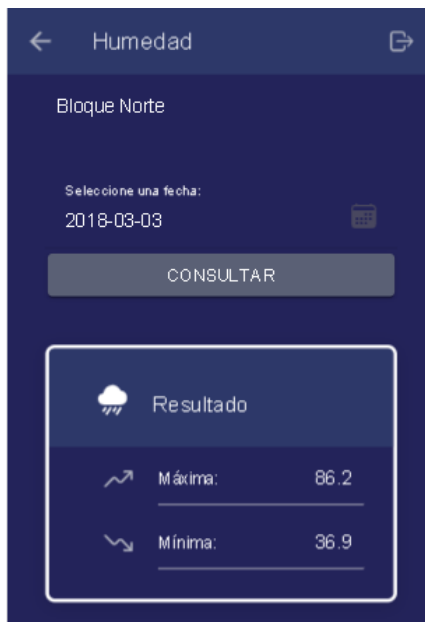 Humedad
Bloque Norte
Seleccione una fecha:
2018-03-03
CONSULTAR
Resultado
Máxima: 86.2
Mínima: 36.9